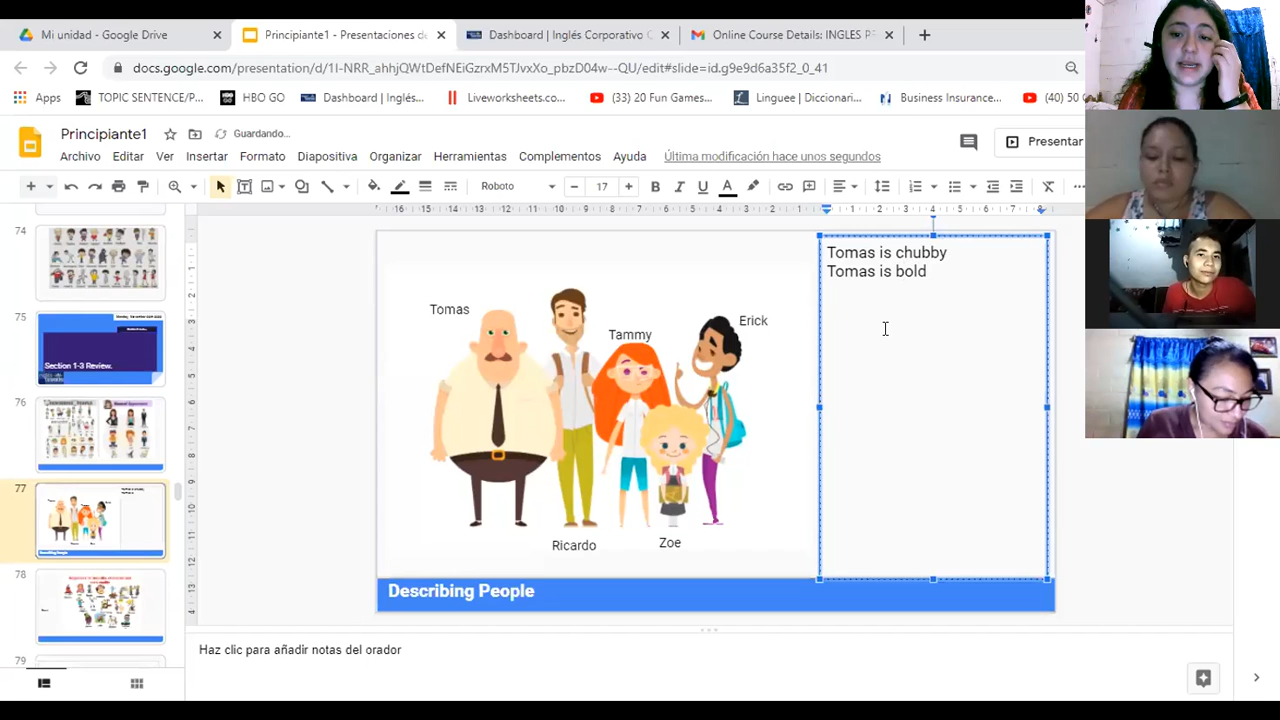 Mi unidad - Google Drive
Principiante1 - Presentaciones de
Dashboard | Inglés Corporativo
Online Course Details: INGLES P
docs.google.com/presentation/d/1I-NRR_ahhjQWtDefNEiGzrxM5TJvxXo_pbzD04w--QU/edit#slide=id.g9e9d6a35f2_0_41
Apps
TOPIC SENTENCE/P...
HBO GO
Dashboard | Inglés...
Liveworksheets.co...
(33) 20 Fun Games...
Linguee | Diccionari...
Business Insurance...
(40) 50
Principiante1
Guardando...
Presentar
Archivo Editar Ver Insertar Formato Diapositiva Organizar Herramientas Complementos Ayuda
Última modificación hace unos segundos
Roboto
17
74
75
Section 1-3 Review.
76
77
78
79
Tomas
Tammy
Erick
Ricardo
Zoe
Tomas is chubby
Tomas is bold
Describing People
Haz clic para añadir notas del orador